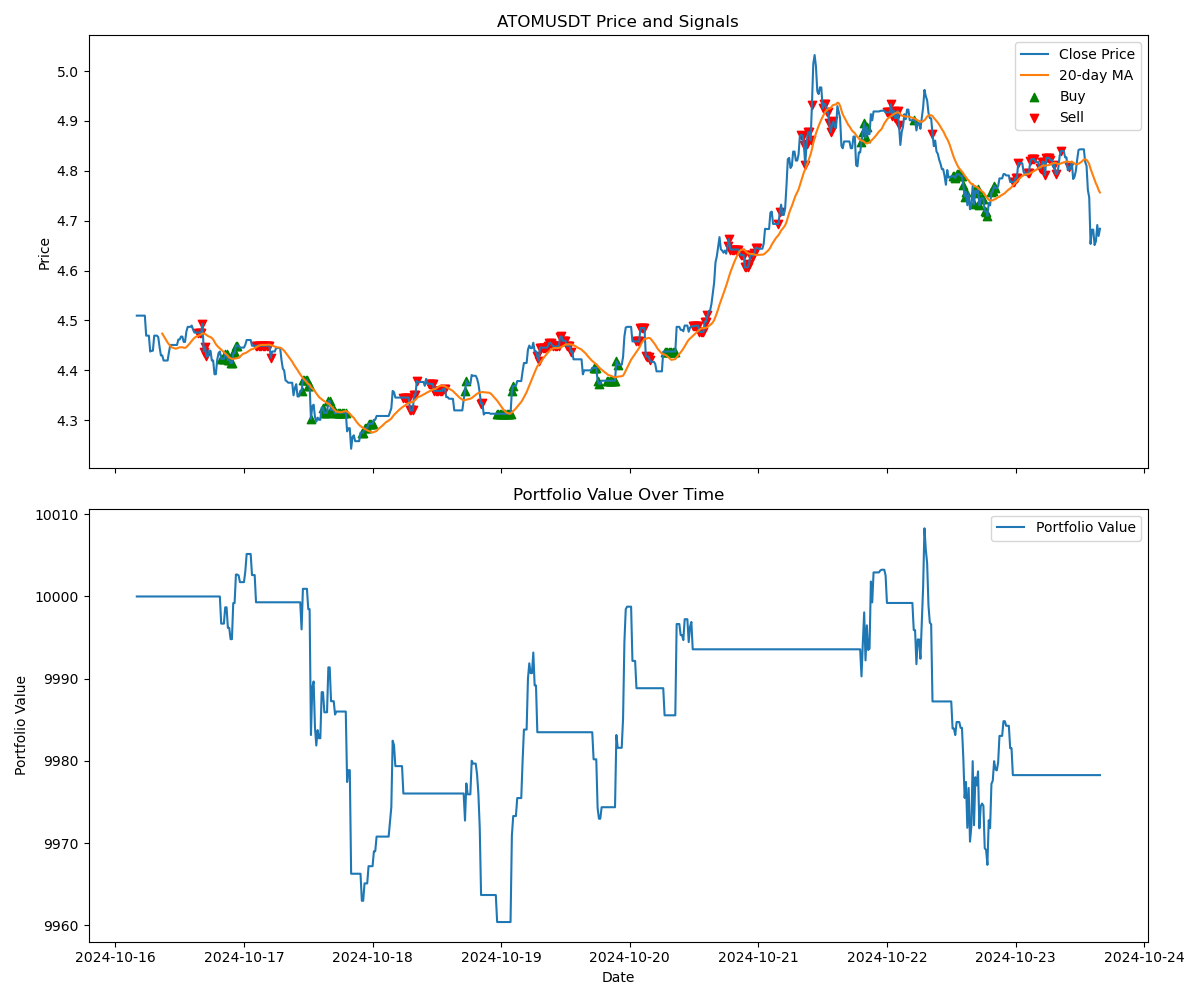 ATOMUSDT Price and Signals
Close Price
20-day MA
Buy
Sell
5.0
4.9
4.8
4.7
4.6
4.5
4.4
4.3
Price
Portfolio Value Over Time
Portfolio Value
10010
10000
9990
9980
9970
9960
Portfolio Value
2024-10-16 2024-10-17 2024-10-18 2024-10-19 2024-10-20 2024-10-21 2024-10-22 2024-10-23 2024-10-24
Date